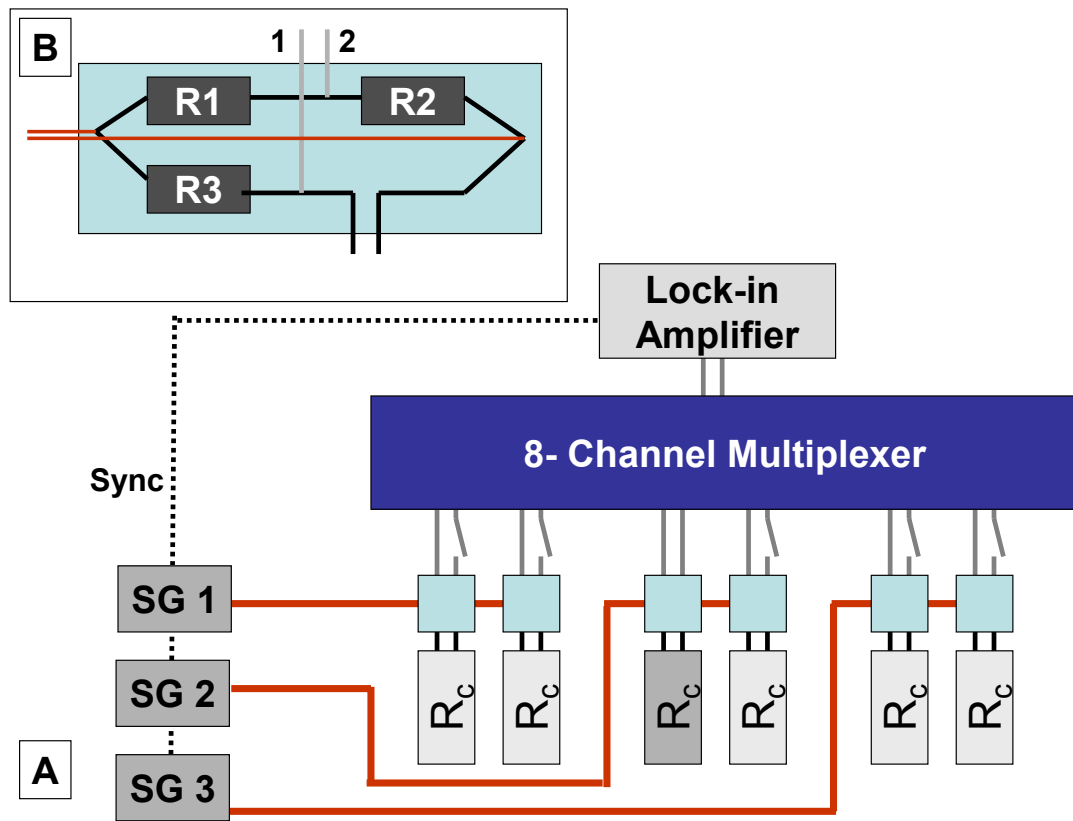 B
1 2
R1
R2
R3
Lock-in
Amplifier
8- Channel Multiplexer
Sync
SG 1
SG 2
SG 3
A
Rc
Rc
Rc
Rc
Rc
Rc